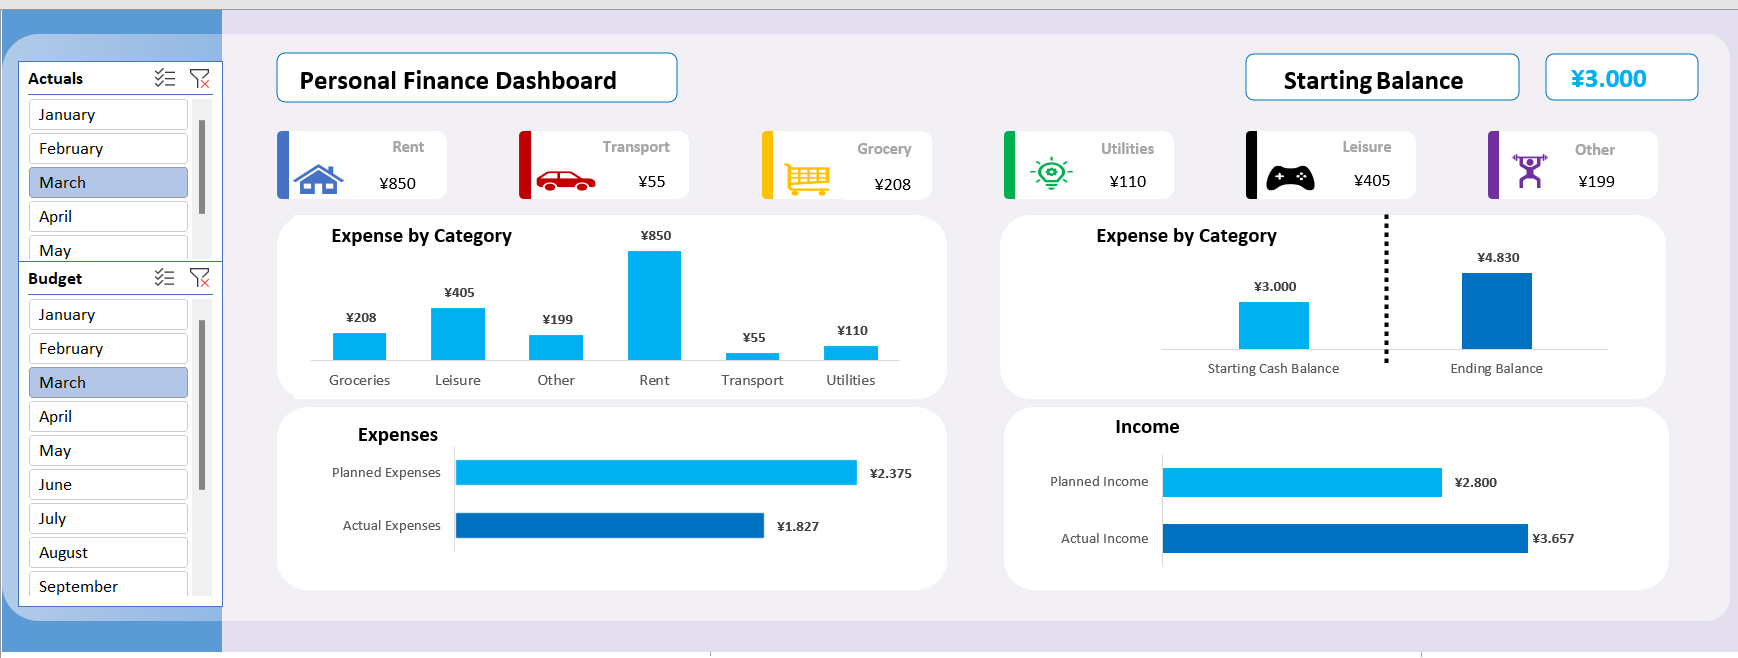 Actuals
January
February
March
April
May
Budget
January
February
March
April
May
June
July
August
September
Personal Finance Dashboard
Starting Balance
¥3.000
Rent
¥850
Transport
¥55
Grocery
¥208
Utilities
¥110
Leisure
¥405
Other
¥199
Expense by Category
¥208
¥405
¥199
¥850
¥55
¥110
Groceries
Leisure
Other
Rent
Transport
Utilities
Expense by Category
¥3.000
¥4.830
Starting Cash Balance
Ending Balance
Expenses
Planned Expenses
¥2.375
Actual Expenses
¥1.827
Income
Planned Income
¥2.800
Actual Income
¥3.657